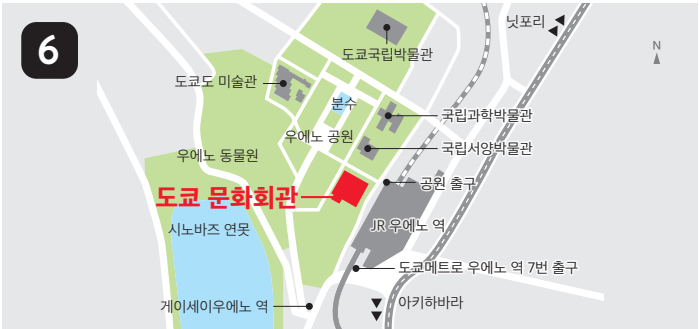 6
닛포리
N
도쿄국립박물관
도쿄도 미술관
분수
국립과학박물관
우에노 공원
국립서양박물관
우에노 동물원
공원 출구
도쿄 문화회관
JR 우에노 역
시노바즈 연못
도쿄메트로 우에노 역 7번 출구
게이세이우에노 역
아키하바라